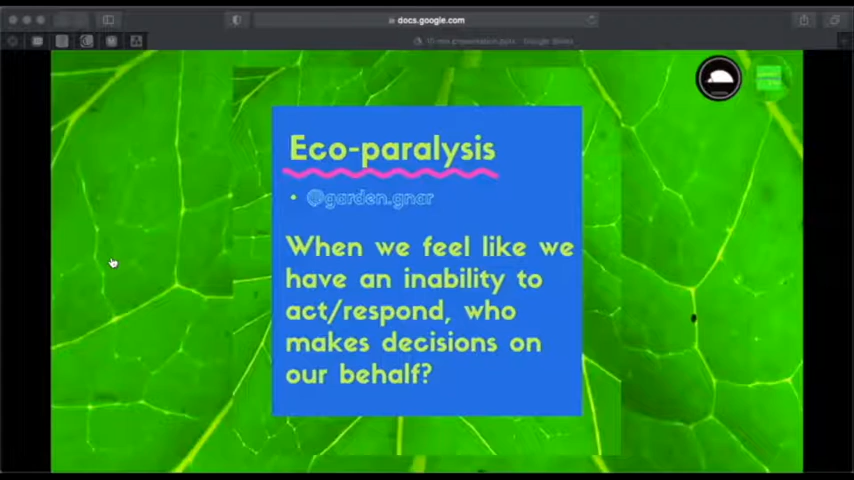 docs.google.com
Eco-paralysis
• @garden.gnar
When we feel like we
have an inability to
act/respond, who
makes decisions on
our behalf?